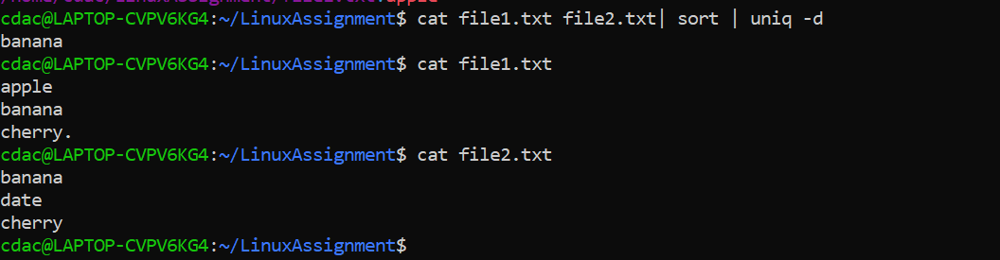 cdac@LAPTOP-CVPV6KG4:~/LinuxAssignment$ cat file1.txt file2.txt| sort | uniq -d
banana
cdac@LAPTOP-CVPV6KG4:~/LinuxAssignment$ cat file1.txt
apple
banana
cherry.
cdac@LAPTOP-CVPV6KG4:~/LinuxAssignment$ cat file2.txt
banana
date
cherry
cdac@LAPTOP-CVPV6KG4:~/LinuxAssignment$